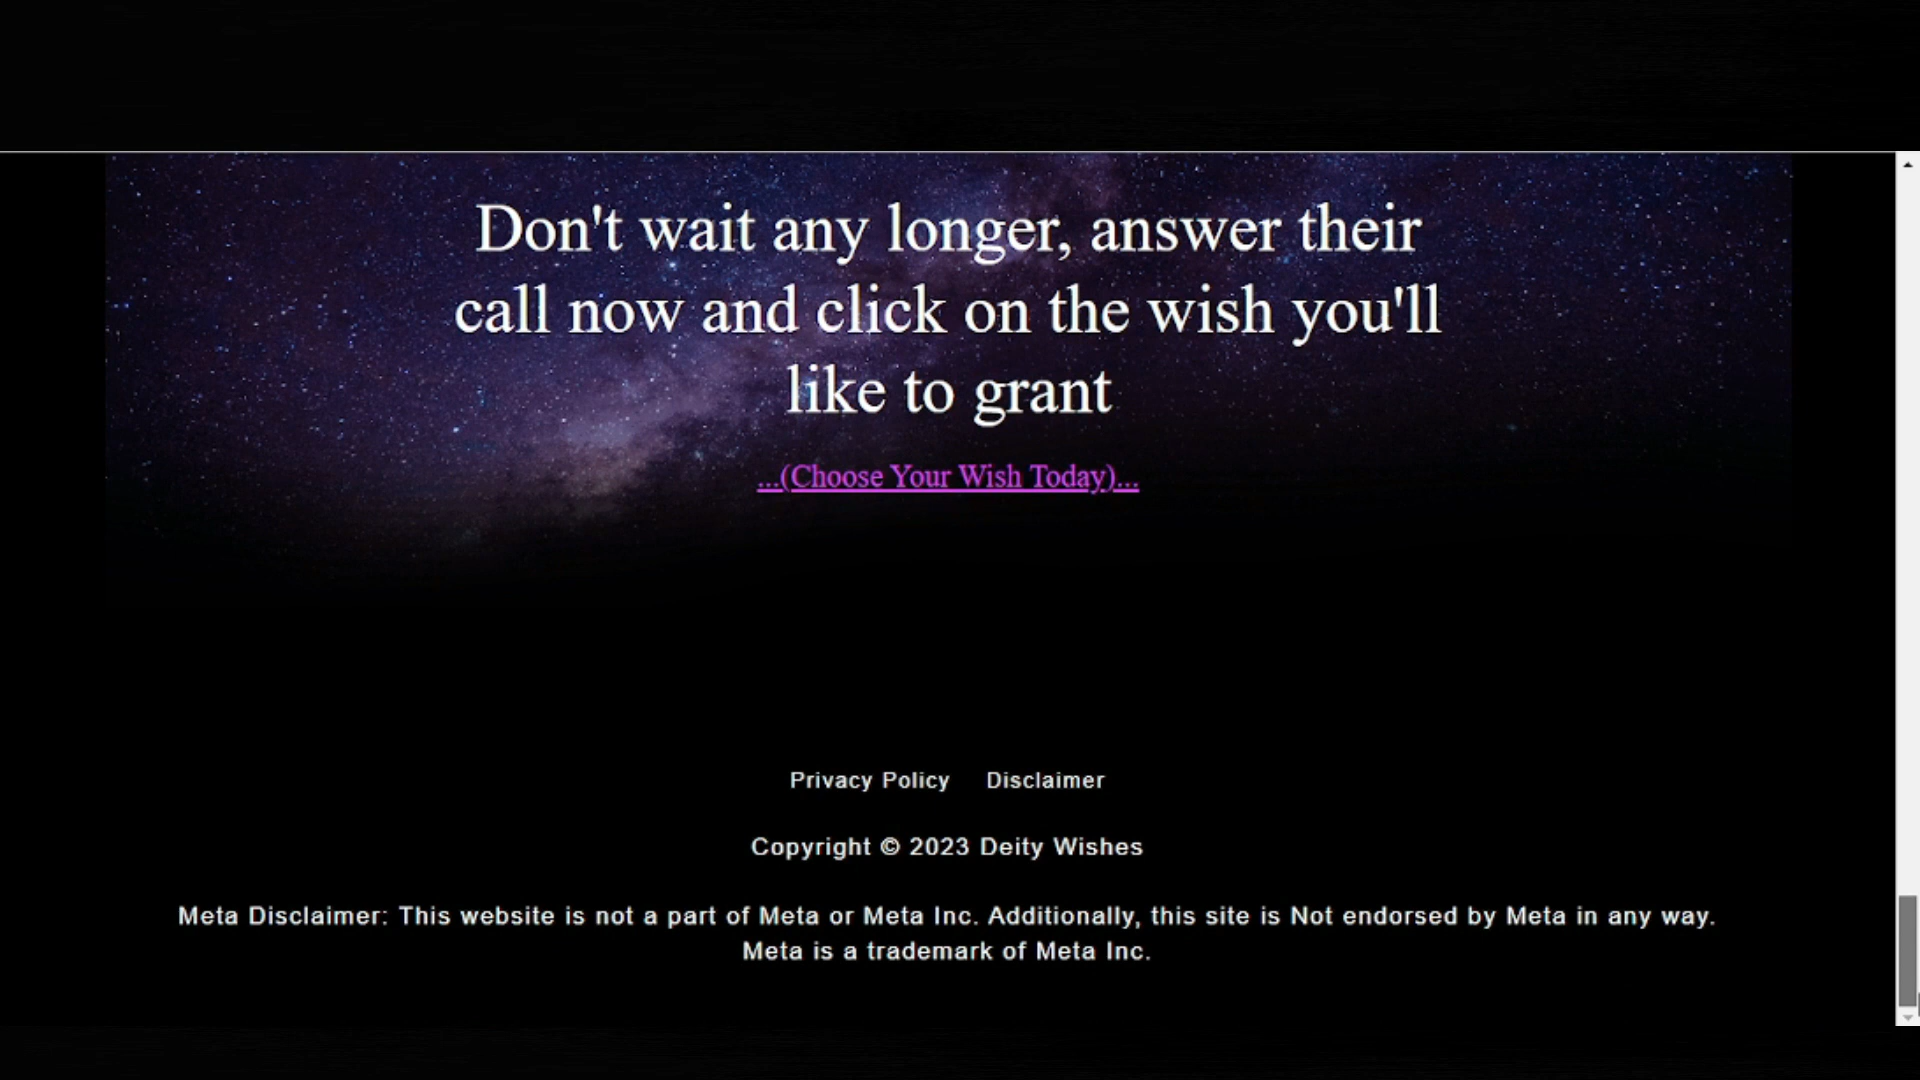 Don't wait any longer, answer their
call now and click on the wish you'll
like to grant
...(Choose Your Wish Today)...
Privacy Policy Disclaimer
Copyright © 2023 Deity Wishes
Meta Disclaimer: This website is not a part of Meta or Meta Inc. Additionally, this site is Not endorsed by Meta in any way.
Meta is a trademark of Meta Inc.